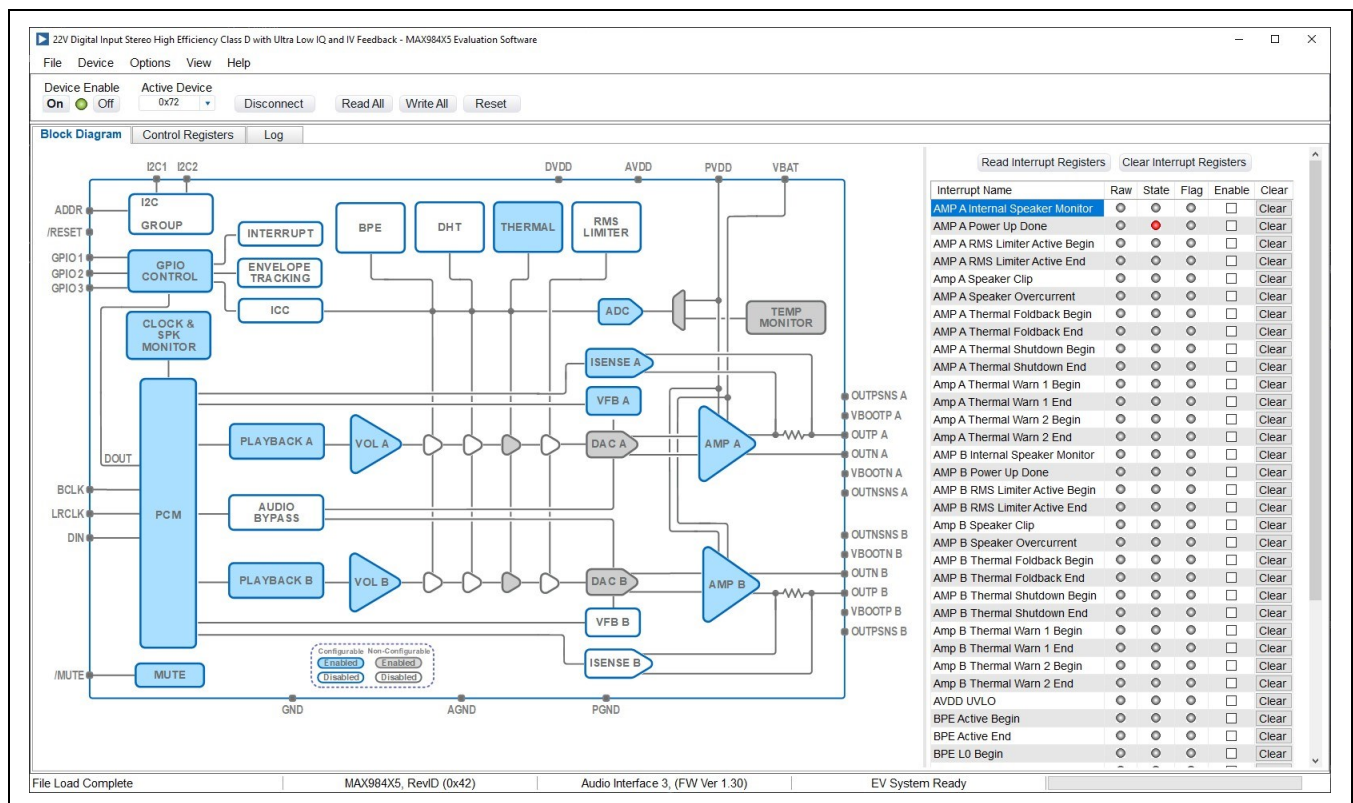 22V Digital Input Stereo High Efficiency Class D with Ultra Low IQ and IV Feedback - MAX984X5 Evaluation Software
File Device Options View Help
Device Enable Active Device
On Off 0x72 Disconnect Read All Write All Reset
Block Diagram Control Registers Log
I2C1 I2C2 DVDD AVDD PVDD VBAT
ADDR
/RESET
GPIO 1
GPIO 2
GPIO 3
I2C
GROUP
GPIO
CONTROL
INTERRUPT
ENVELOPE
TRACKING
ICC
BPE
DHT
THERMAL
RMS
LIMITER
ADC
TEMP
MONITOR
CLOCK &
SPK
MONITOR
ISENSE A
VFB A
PLAYBACK A
VOL A
DAC A
AMP A
OUTPSNS A
VBOOTP A
OUTP A
OUTN A
VBOOTN A
OUTNSNS A
DOUT
BCLK
LRCLK
DIN
PCM
AUDIO
BYPASS
PLAYBACK B
VOL B
DAC B
AMP B
OUTNSNS B
VBOOTN B
OUTN B
OUTP B
VBOOTP B
OUTPSNS B
VFB B
ISENSE B
Configurable Non-Configurable
Enabled Enabled
Disabled Disabled
/MUTE
MUTE
GND AGND PGND
Read Interrupt Registers Clear Interrupt Registers
Interrupt Name Raw State Flag Enable Clear
AMP A Internal Speaker Monitor Clear
AMP A Power Up Done Clear
AMP A RMS Limiter Active Begin Clear
AMP A RMS Limiter Active End Clear
Amp A Speaker Clip Clear
AMP A Speaker Overcurrent Clear
AMP A Thermal Foldback Begin Clear
AMP A Thermal Foldback End Clear
AMP A Thermal Shutdown Begin Clear
AMP A Thermal Shutdown End Clear
Amp A Thermal Warn 1 Begin Clear
Amp A Thermal Warn 1 End Clear
Amp A Thermal Warn 2 Begin Clear
Amp A Thermal Warn 2 End Clear
AMP B Internal Speaker Monitor Clear
AMP B Power Up Done Clear
AMP B RMS Limiter Active Begin Clear
AMP B RMS Limiter Active End Clear
Amp B Speaker Clip Clear
AMP B Speaker Overcurrent Clear
AMP B Thermal Foldback Begin Clear
AMP B Thermal Foldback End Clear
AMP B Thermal Shutdown Begin Clear
AMP B Thermal Shutdown End Clear
Amp B Thermal Warn 1 Begin Clear
Amp B Thermal Warn 1 End Clear
Amp B Thermal Warn 2 Begin Clear
Amp B Thermal Warn 2 End Clear
AVDD UVLO Clear
BPE Active Begin Clear
BPE Active End Clear
BPE L0 Begin Clear
File Load Complete MAX984X5, RevID (0x42) Audio Interface 3, (FW Ver 1.30) EV System Ready